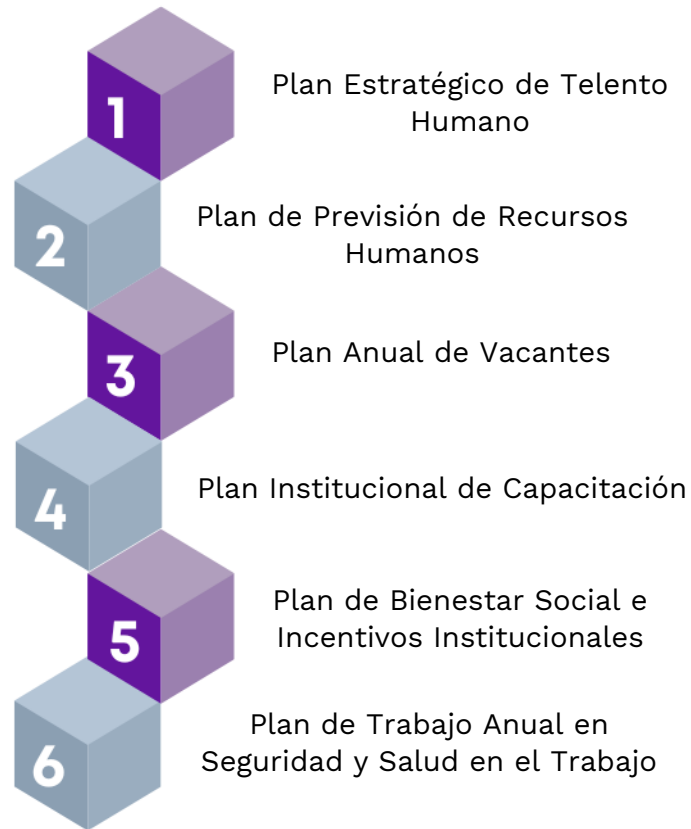 1
Plan Estratégico de Telento
Humano
2
Plan de Previsión de Recursos
Humanos
3
Plan Anual de Vacantes
4
Plan Institucional de Capacitación
5
Plan de Bienestar Social e
Incentivos Institucionales
6
Plan de Trabajo Anual en
Seguridad y Salud en el Trabajo